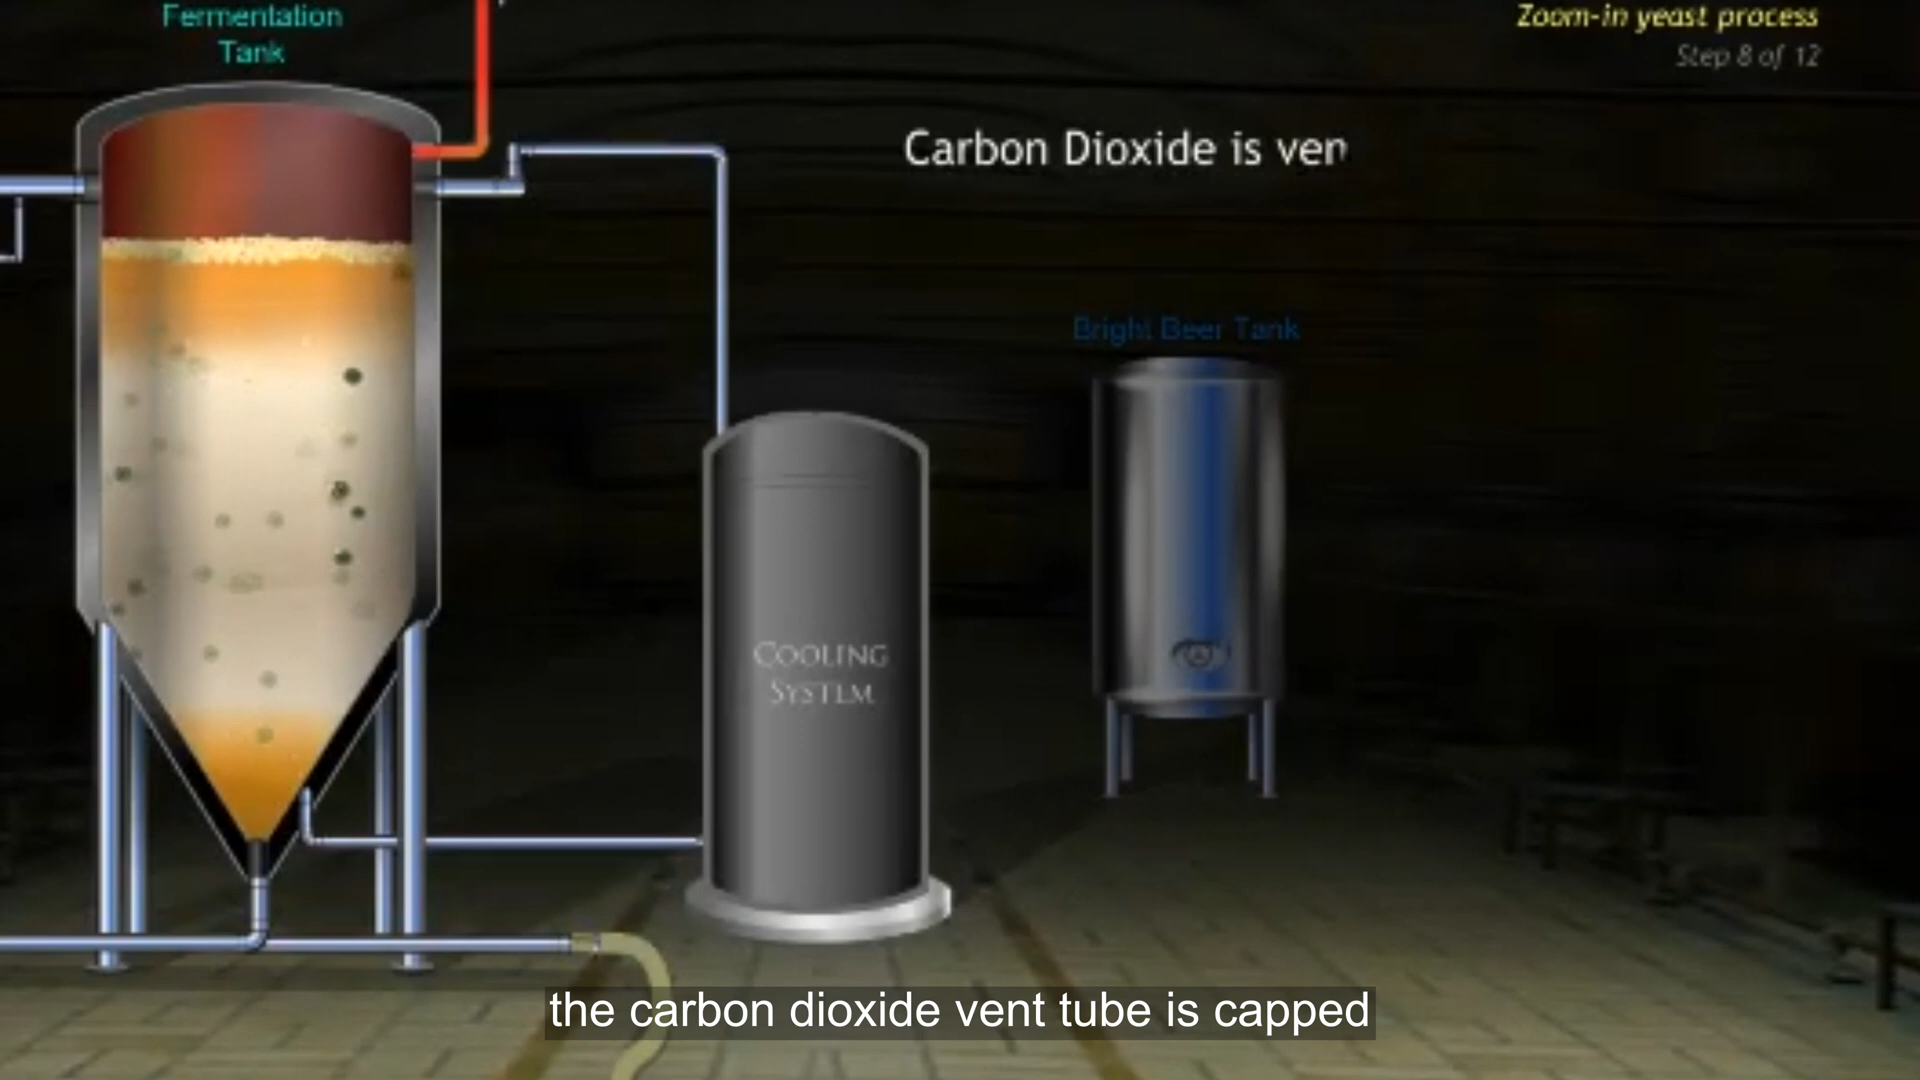 Fermentation
Tank
Zoom-in yeast process
Step 8 of 12
Carbon Dioxide is ven
Bright Beer Tank
COOLING
SYSTEM
the carbon dioxide vent tube is capped